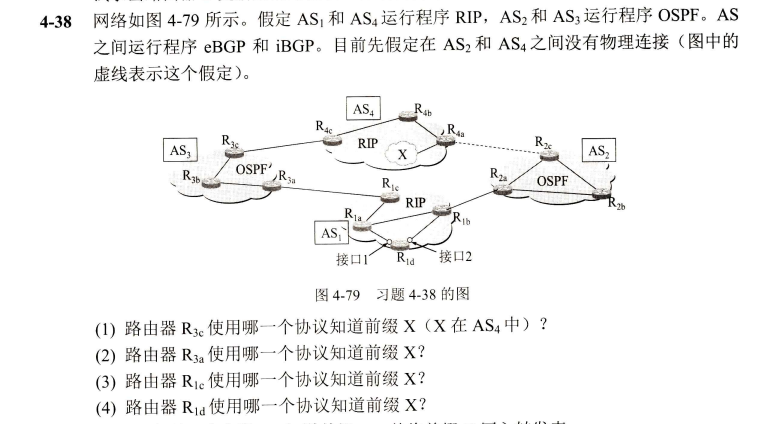 4-38 网络如图 4-79 所示。假定 AS₁ 和 AS₄ 运行程序 RIP，AS₂ 和 AS₃ 运行程序 OSPF。AS
之间运行程序 eBGP 和 iBGP。目前先假定在 AS₂ 和 AS₄ 之间没有物理连接（图中的
虚线表示这个假定）。
AS₄
R₄b
R₄c
R₄a
RIP
X
AS₃
R₃c
OSPF
R₃b
R₃a
R₂c
AS₂
R₂a
OSPF
R₂b
R₁c
RIP
R₁a
R₁b
AS₁
接口1
R₁d
接口2
图 4-79 习题 4-38 的图
(1) 路由器 R₃c 使用哪一个协议知道前缀 X（X 在 AS₄ 中）？
(2) 路由器 R₃a 使用哪一个协议知道前缀 X？
(3) 路由器 R₁c 使用哪一个协议知道前缀 X？
(4) 路由器 R₁d 使用哪一个协议知道前缀 X？